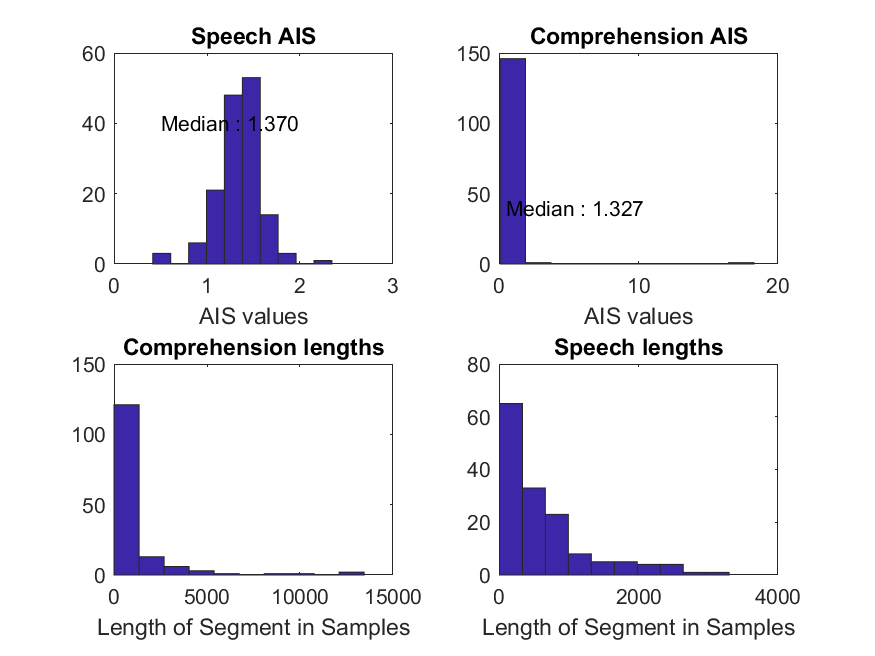 Speech AIS
60
40
20
0
Median : 1.370
0 1 2 3
AIS values
Comprehension AIS
150
100
50
0
Median : 1.327
0 10 20
AIS values
Comprehension lengths
150
100
50
0
0 5000 10000 15000
Length of Segment in Samples
Speech lengths
80
60
40
20
0
0 2000 4000
Length of Segment in Samples